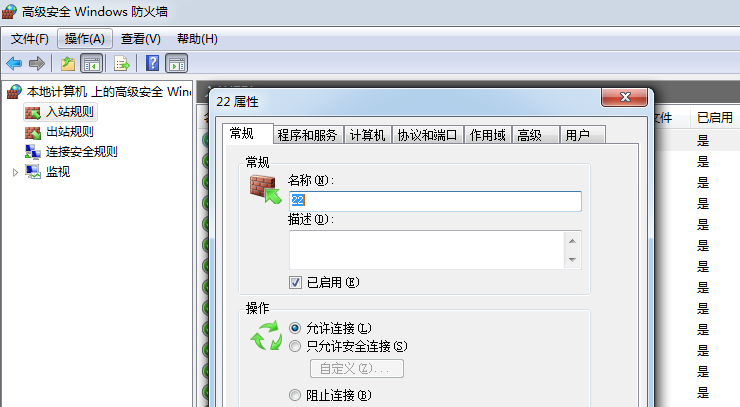 高级安全 Windows 防火墙
文件(F) 操作(A) 查看(V) 帮助(H)
本地计算机 上的高级安全 Win
入站规则
出站规则
连接安全规则
监视
22 属性
常规 程序和服务 计算机 协议和端口 作用域 高级 用户
常规
名称(N):
22
描述(D):
已启用(E)
操作
允许连接(L)
只允许安全连接(S)
自定义(Z)...
阻止连接(B)
文件 已启用
是
是
是
是
是
是
是
是
是
是
是
是
是